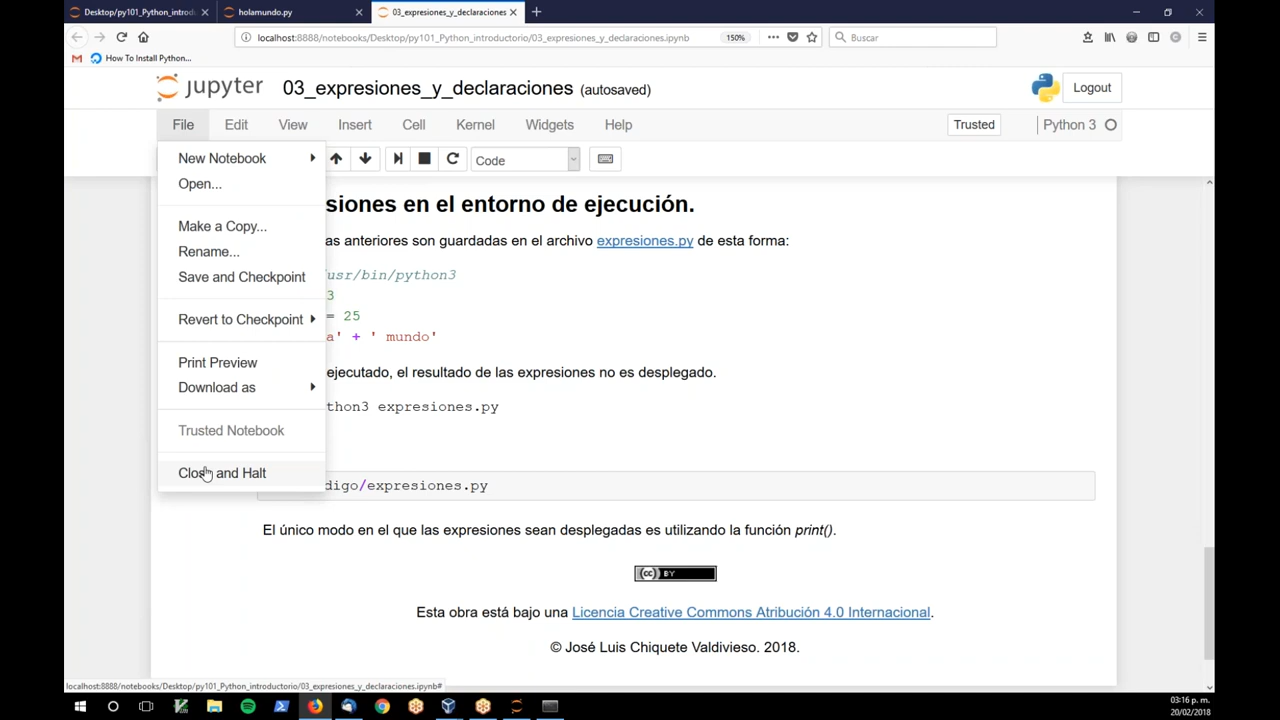 Desktop/py101_Python_introdu
holamundo.py
03_expresiones_y_declaraciones
localhost:8888/notebooks/Desktop/py101_Python_introductorio/03_expresiones_y_declaraciones.ipynb
150%
Buscar
How To Install Python...
jupyter
03_expresiones_y_declaraciones (autosaved)
Logout
File Edit View Insert Cell Kernel Widgets Help
Trusted
Python 3
New Notebook
Open...
Make a Copy...
Rename...
Save and Checkpoint
Revert to Checkpoint
Print Preview
Download as
Trusted Notebook
Close and Halt
Code
siones en el entorno de ejecución.
as anteriores son guardadas en el archivo expresiones.py de esta forma:
usr/bin/python3
3
= 25
a' + ' mundo'
ejecutado, el resultado de las expresiones no es desplegado.
thon3 expresiones.py
digo/expresiones.py
El único modo en el que las expresiones sean desplegadas es utilizando la función print().
cc BY
Esta obra está bajo una Licencia Creative Commons Atribución 4.0 Internacional.
© José Luis Chiquete Valdivieso. 2018.
localhost:8888/notebooks/Desktop/py101_Python_introductorio/03_expresiones_y_declaraciones.ipynb#
03:16 p. m.
20/02/2018